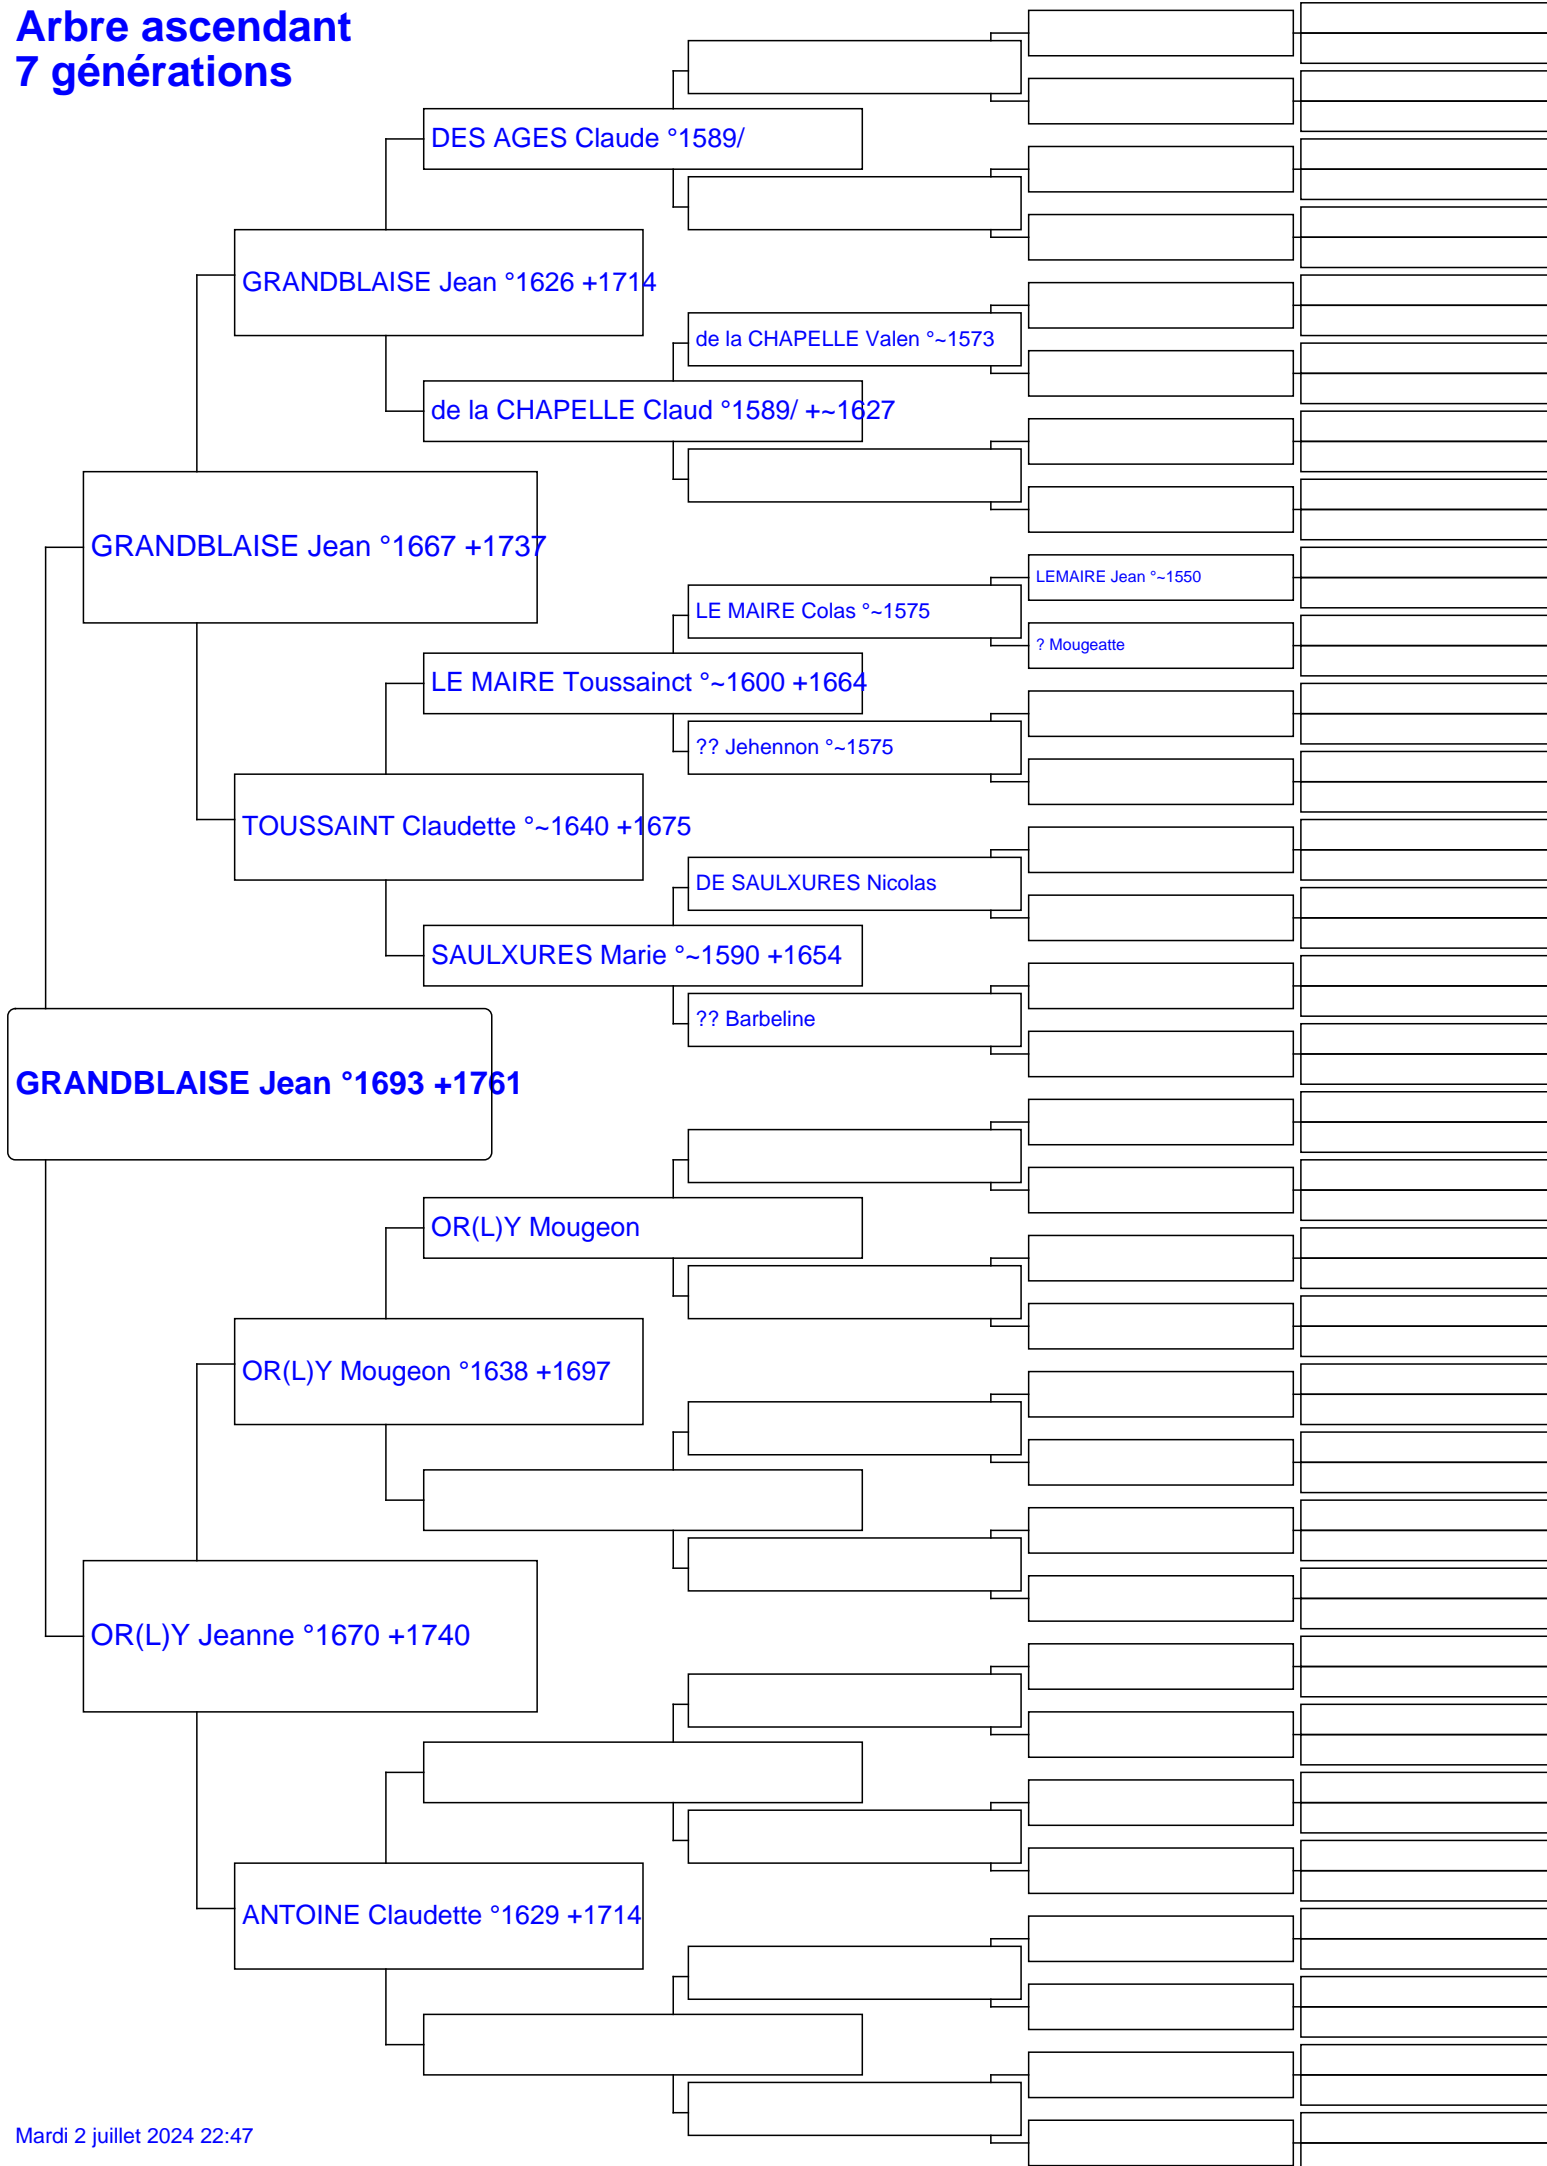 Arbre ascendant
7 générations
DES AGES Claude °1589/
GRANDBLAISE Jean °1626 +1714
de la CHAPELLE Valen °~1573
de la CHAPELLE Claud °1589/ +~1627
GRANDBLAISE Jean °1667 +1737
LEMAIRE Jean °~1550
LE MAIRE Colas °~1575
? Mougeatte
LE MAIRE Toussainct °~1600 +1664
?? Jehennon °~1575
TOUSSAINT Claudette °~1640 +1675
DE SAULXURES Nicolas
SAULXURES Marie °~1590 +1654
?? Barbeline
GRANDBLAISE Jean °1693 +1761
OR(L)Y Mougeon
OR(L)Y Mougeon °1638 +1697
OR(L)Y Jeanne °1670 +1740
ANTOINE Claudette °1629 +1714
Mardi 2 juillet 2024 22:47